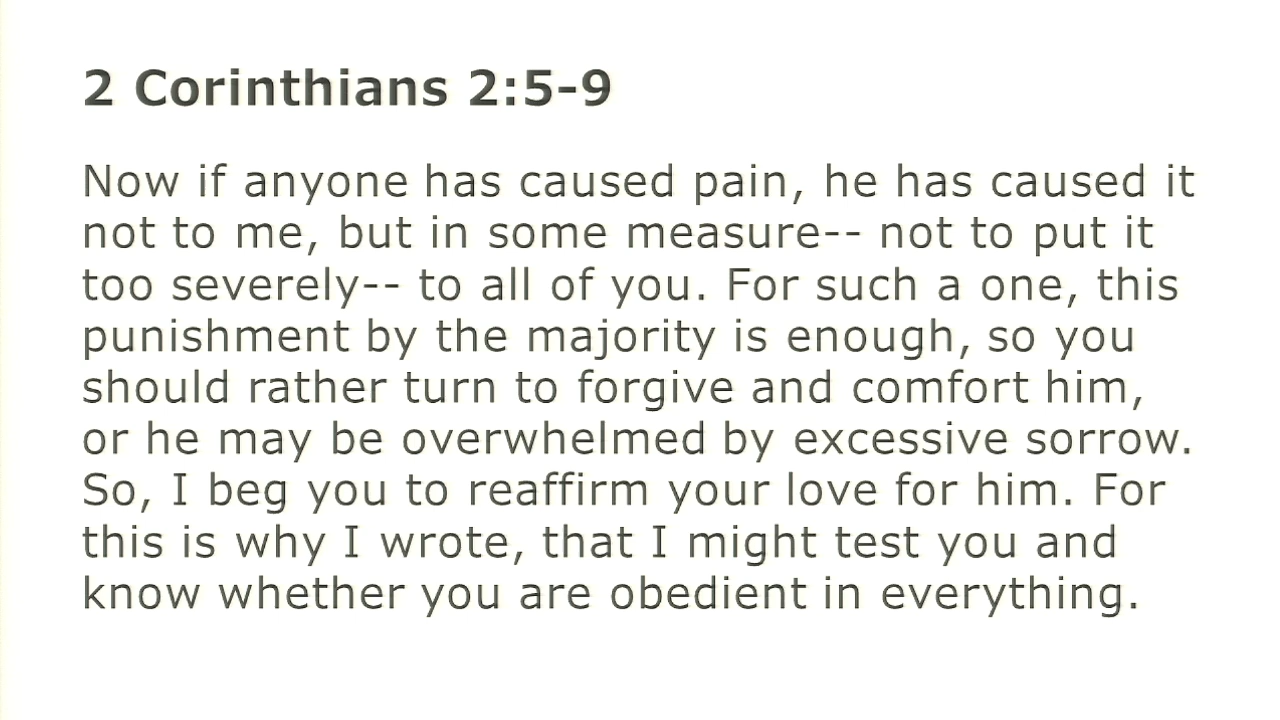 2 Corinthians 2:5-9
Now if anyone has caused pain, he has caused it
not to me, but in some measure-- not to put it
too severely-- to all of you. For such a one, this
punishment by the majority is enough, so you
should rather turn to forgive and comfort him,
or he may be overwhelmed by excessive sorrow.
So, I beg you to reaffirm your love for him. For
this is why I wrote, that I might test you and
know whether you are obedient in everything.